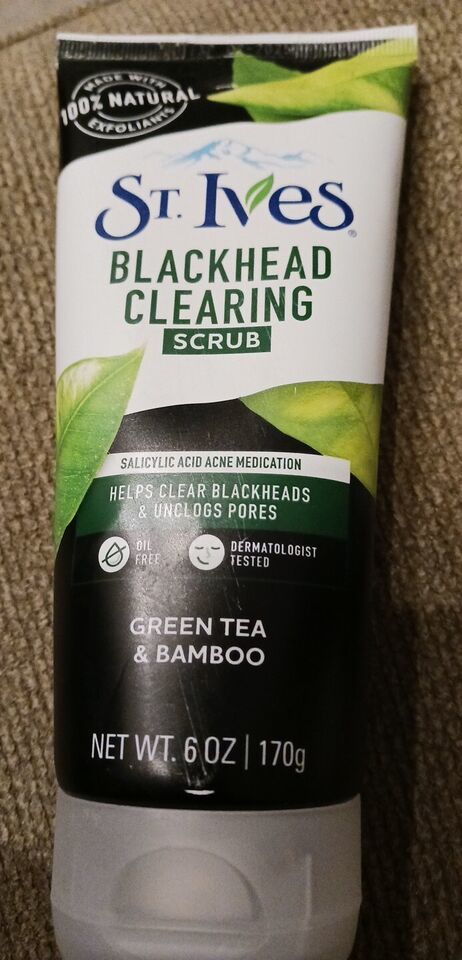 MADE WITH
100% NATURAL
EXFOLIANTS
ST. Ives®
BLACKHEAD
CLEARING
SCRUB
SALICYLIC ACID ACNE MEDICATION
HELPS CLEAR BLACKHEADS
& UNCLOGS PORES
OIL
FREE
DERMATOLOGIST
TESTED
GREEN TEA
& BAMBOO
NET WT. 6 OZ | 170g